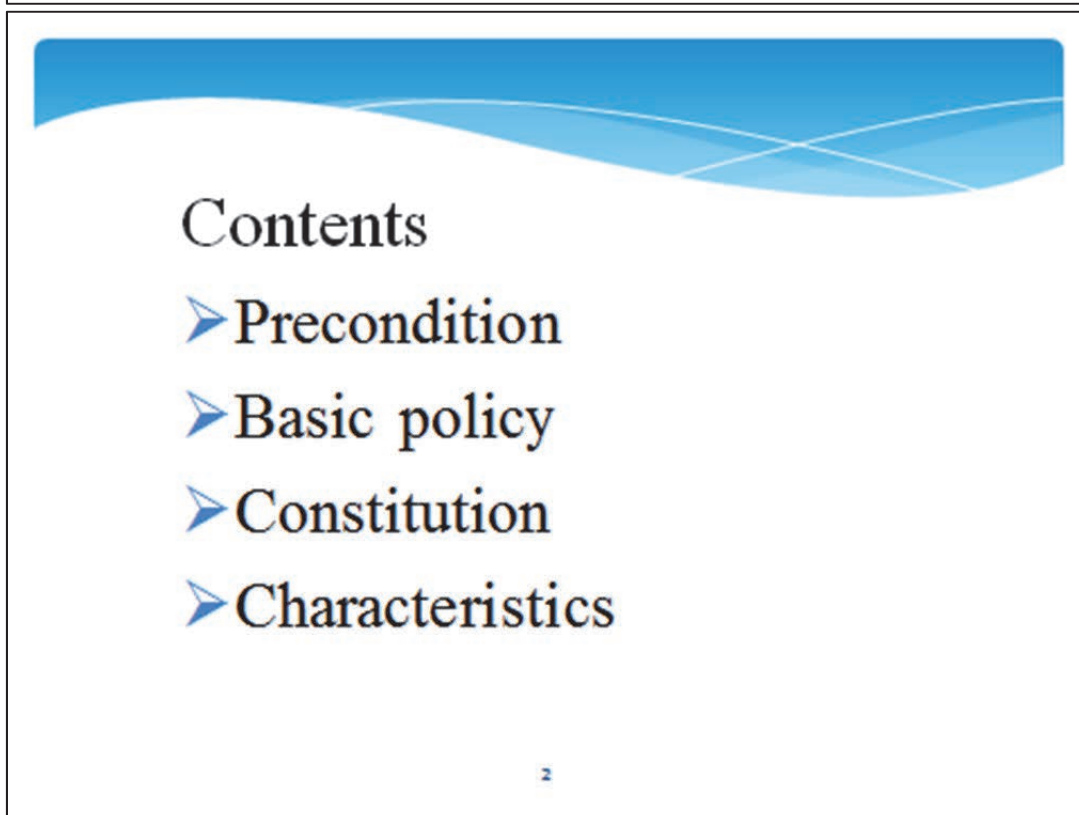 Contents
➢Precondition
➢Basic policy
➢Constitution
➢Characteristics
2